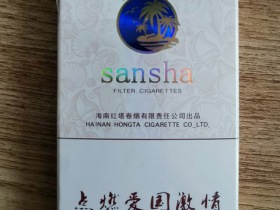 sansha
FILTER CIGARETTES
海南红塔卷烟有限责任公司出品
HAINAN HONGTA CIGARETTE CO.,LTD.
点燃爱国激情